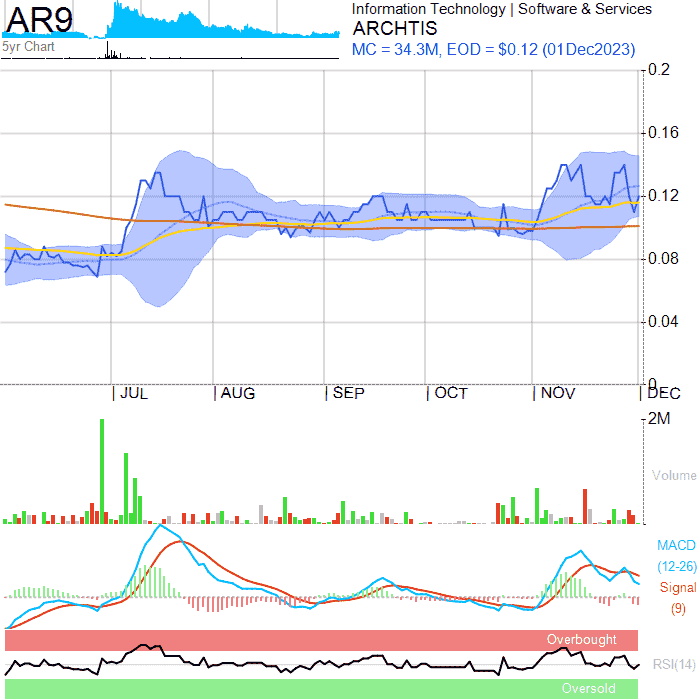 AR9
5yr Chart
Information Technology | Software & Services
ARCHTIS
MC = 34.3M, EOD = $0.12 (01Dec2023)
0.2
0.16
0.12
0.08
0.04
0
JUL AUG SEP OCT NOV DEC
2M
Volume
MACD
(12-26)
Signal
(9)
Overbought
RSI(14)
Oversold